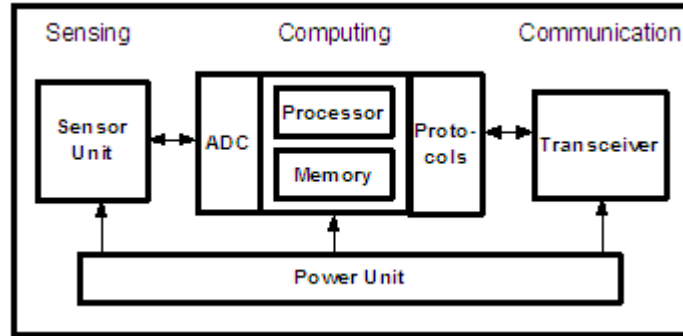 Sensing
Computing
Communication
Sensor
Unit
ADC
Processor
Memory
Proto-
cols
Transceiver
Power Unit